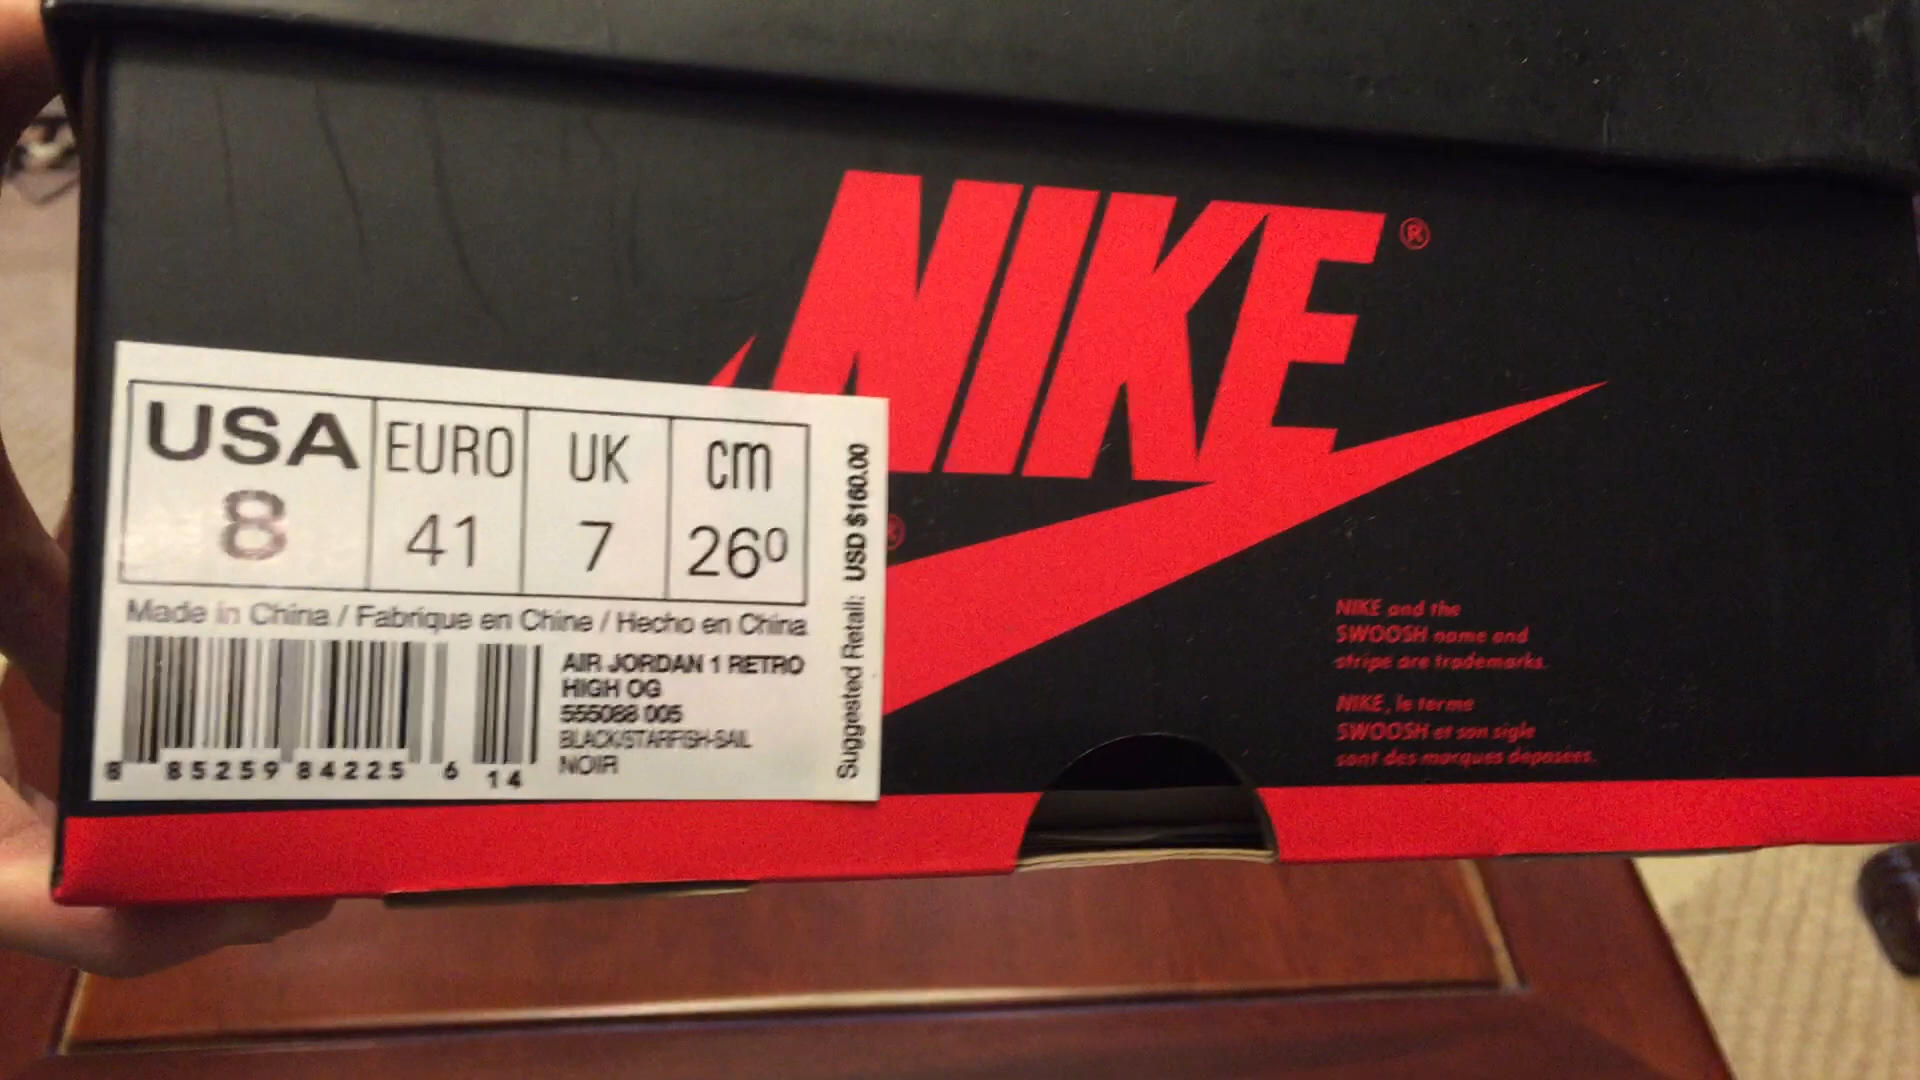 NIKE®
USA EURO UK cm
8 41 7 26⁰
Made in China / Fabrique en Chine / Hecho en China
AIR JORDAN 1 RETRO
HIGH OG
555088 005
BLACK/STARFISH-SAIL
NOIR
8 85259 84225 6 14
Suggested Retail: USD $160.00
®
NIKE and the
SWOOSH name and
stripe are trademarks.
NIKE, le terme
SWOOSH et son sigle
sont des marques deposees.